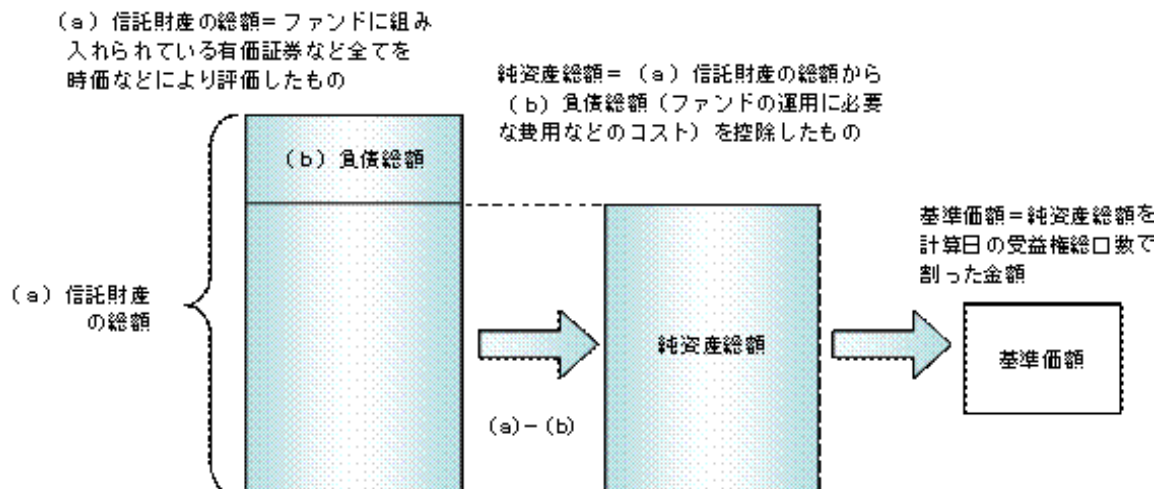 (a) 信託財産の総額=ファンドに組み
入れられている有価証券など全てを
時価などにより評価したもの
純資産総額= (a) 信託財産の総額から
(b) 負債総額(ファンドの運用に必要
な費用などのコスト)を控除したもの
(b) 負債総額
基準価額=純資産総額を
計算日の受益権総口数で
割った金額
(a) 信託財産
の総額
純資産総額
基準価額
(a)-(b)